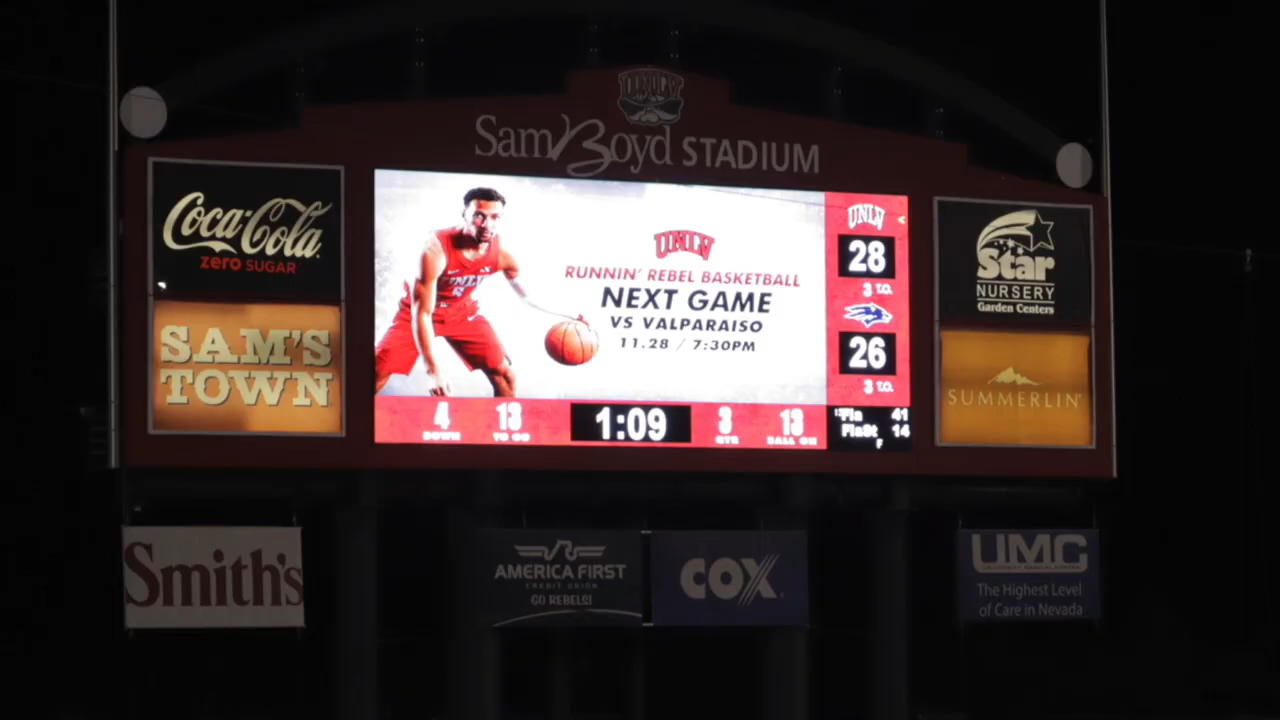 UNLV
Sam Boyd STADIUM
Coca-Cola
zero SUGAR
SAM'S
TOWN
UNLV
RUNNIN' REBEL BASKETBALL
NEXT GAME
VS VALPARAISO
11.28 / 7:30PM
UNLV <
28
3 T.O.
26
3 T.O.
4
DOWN
13
TO GO
1:09
3
QTR
13
BALL ON
Fla 41
FlaSt 14
F
Star
NURSERY
Garden Centers
SUMMERLIN
Smith's
AMERICA FIRST
CREDIT UNION
GO REBELS!
COX
UMC
The Highest Level
of Care in Nevada